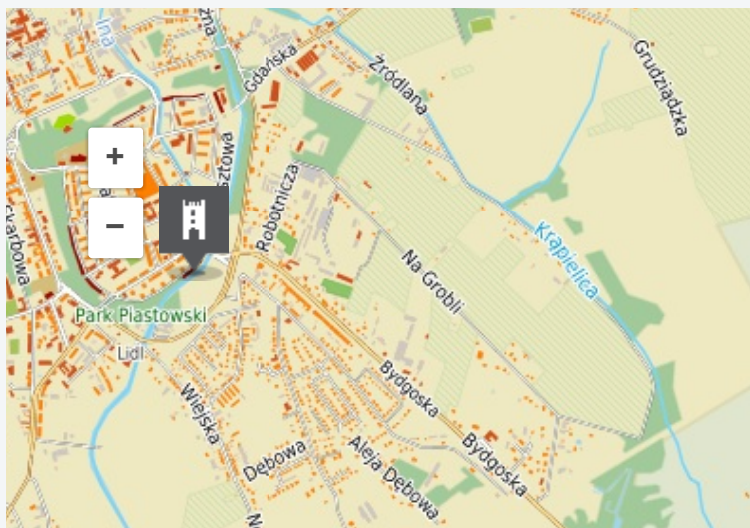 Ina
Gdańska
Źródlana
Grudziądzka
+
−
Robotnicza
Na Grobli
Krąpielica
Park Piastowski
Lidl
Wiejska
Bydgoska
Bydgoska
Dębowa
Aleja Dębowa